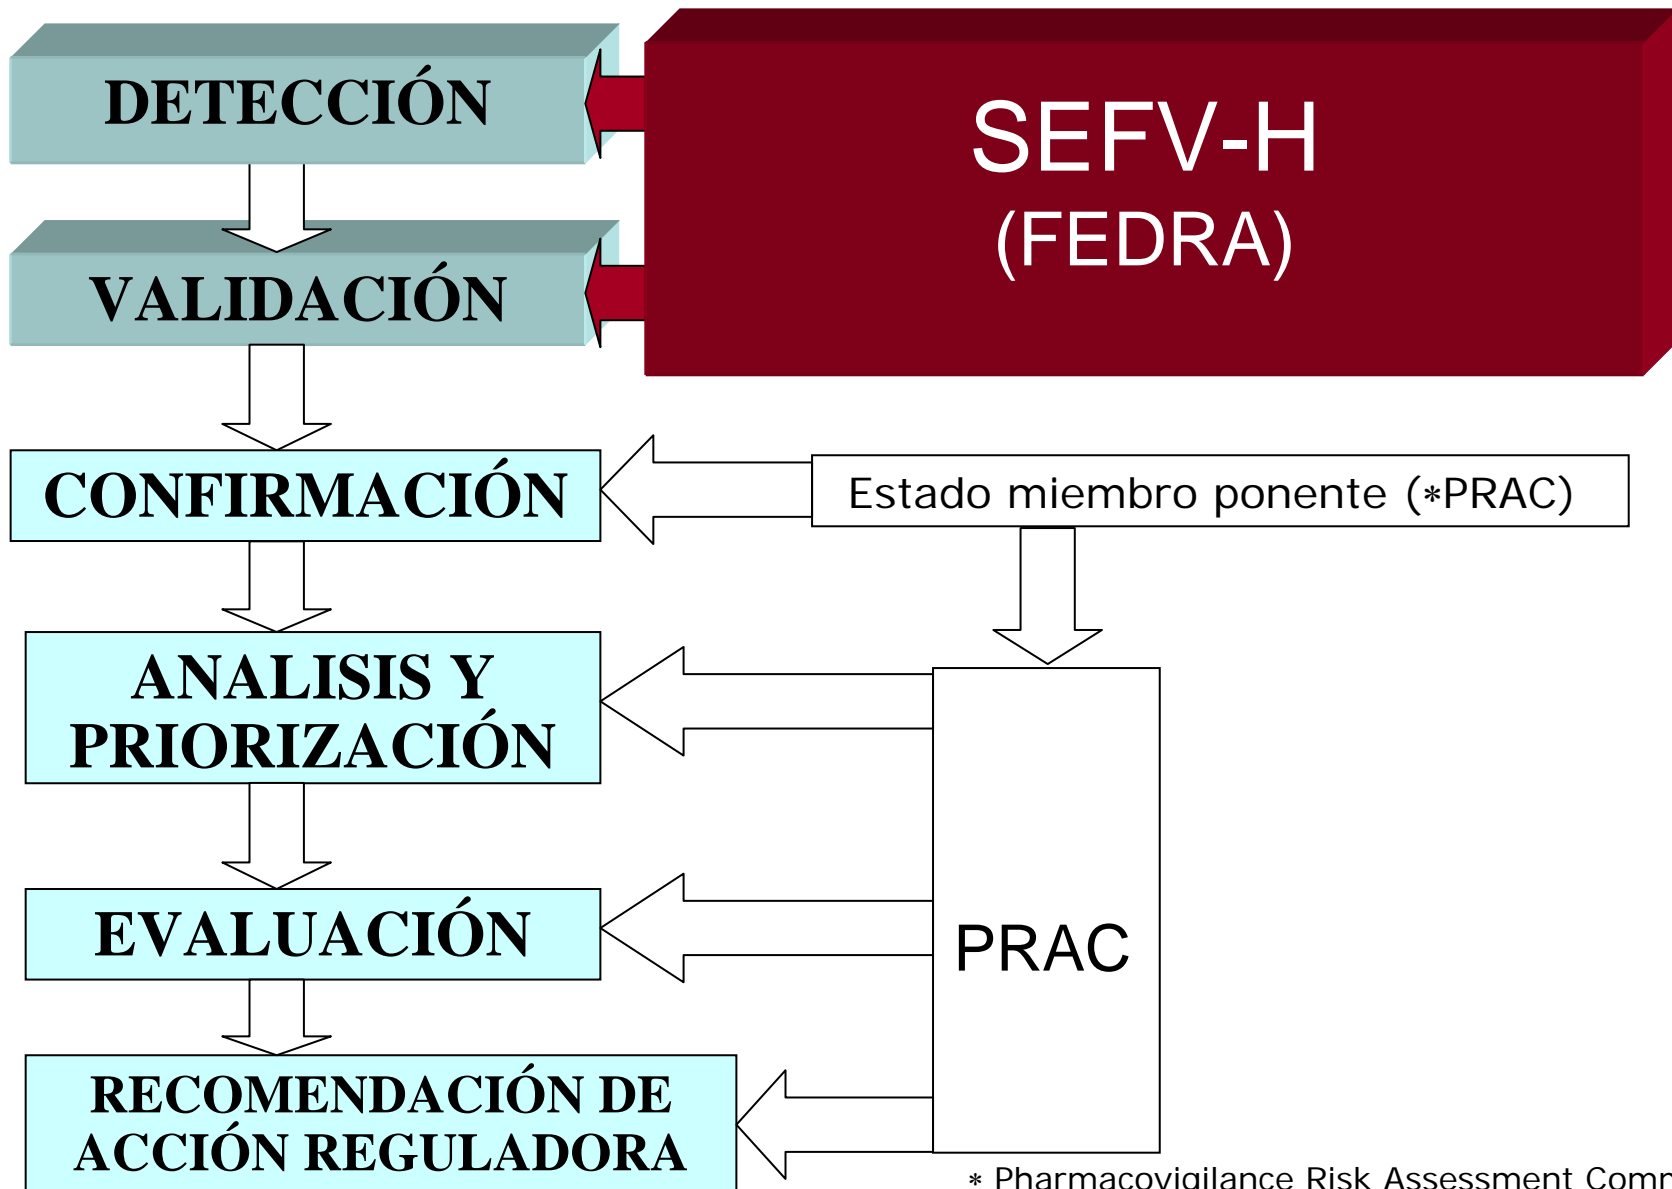 DETECCIÓN
SEFV-H
(FEDRA)
VALIDACIÓN
CONFIRMACIÓN
Estado miembro ponente (*PRAC)
ANALISIS Y
PRIORIZACIÓN
EVALUACIÓN
PRAC
RECOMENDACIÓN DE
ACCIÓN REGULADORA
* Pharmacovigilance Risk Assessment